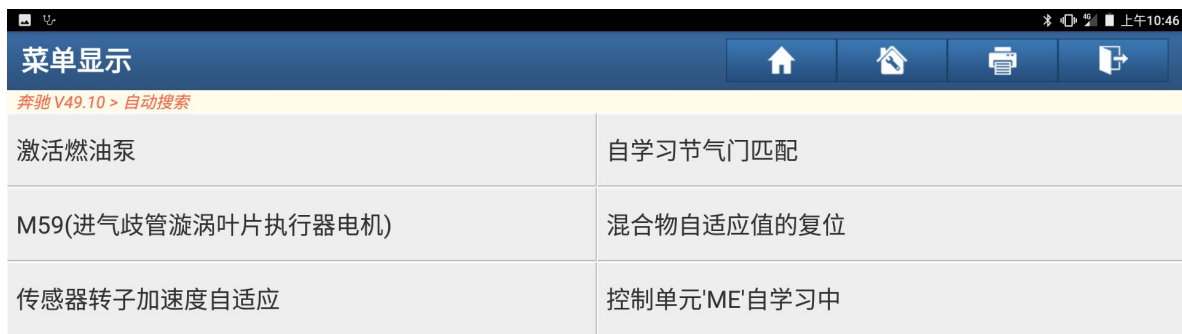 上午10:46
菜单显示
奔驰 V49.10 > 自动搜索
激活燃油泵
自学习节气门匹配
M59(进气歧管漩涡叶片执行器电机)
混合物自适应值的复位
传感器转子加速度自适应
控制单元'ME'自学习中